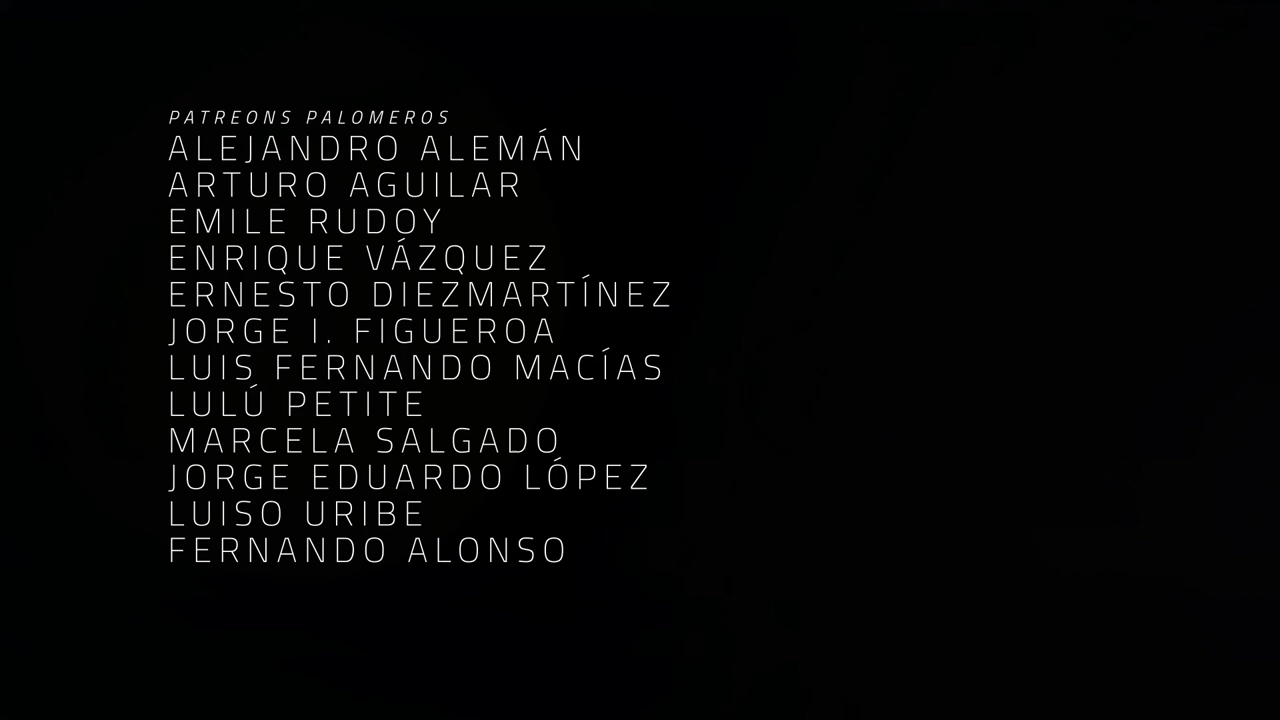 PATREONS PALOMEROS
ALEJANDRO ALEMÁN
ARTURO AGUILAR
EMILE RUDOY
ENRIQUE VÁZQUEZ
ERNESTO DIEZMARTÍNEZ
JORGE I. FIGUEROA
LUIS FERNANDO MACÍAS
LULÚ PETITE
MARCELA SALGADO
JORGE EDUARDO LÓPEZ
LUISO URIBE
FERNANDO ALONSO